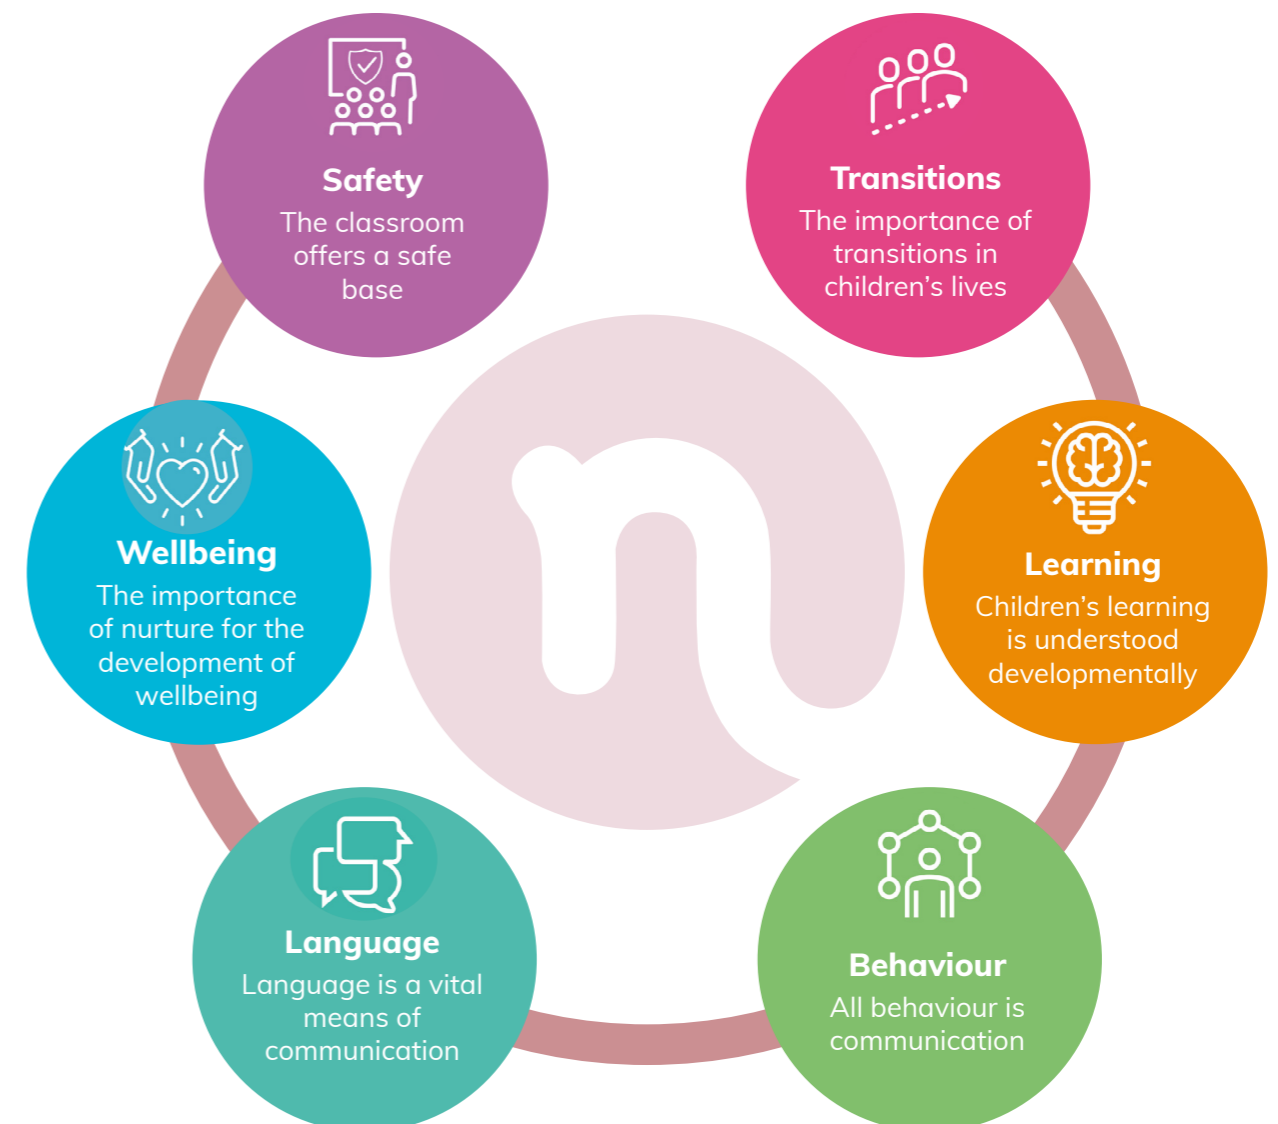 Safety
The classroom
offers a safe
base
Transitions
The importance of
transitions in
children’s lives
Wellbeing
The importance
of nurture for the
development of
wellbeing
n
Learning
Children’s learning
is understood
developmentally
Language
Language is a vital
means of
communication
Behaviour
All behaviour is
communication